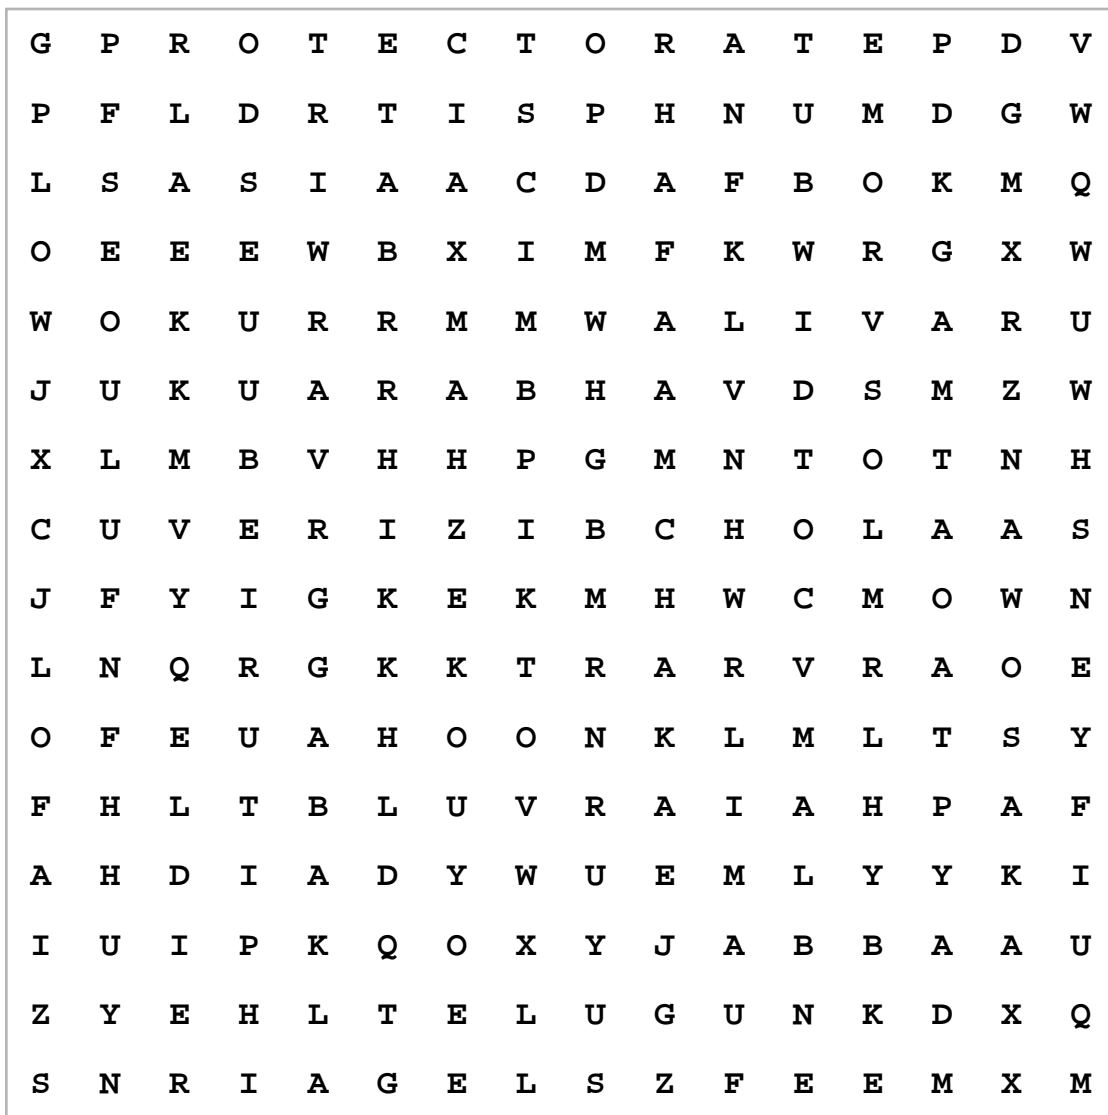 G P R O T E C T O R A T E P D V
P F L D R T I S P H N U M D G W
L S A S I A A C D A F B O K M Q
O E E E W B X I M F K W R G X W
W O K U R R M M W A L I V A R U
J U K U A R A B H A V D S M Z W
X L M B V H H P G M N T O T N H
C U V E R I Z I B C H O L A A S
J F Y I G K E K M H W C M O W N
L N Q R G K K T R A R V R A O E
O F E U A H O O N K L M L T S Y
F H L T B L U V R A I A H P A F
A H D I A D Y W U E M L Y Y K I
I U I P K Q O X Y J A B B A A U
Z Y E H L T E L U G U N K D X Q
S N R I A G E L S Z F E E M X M